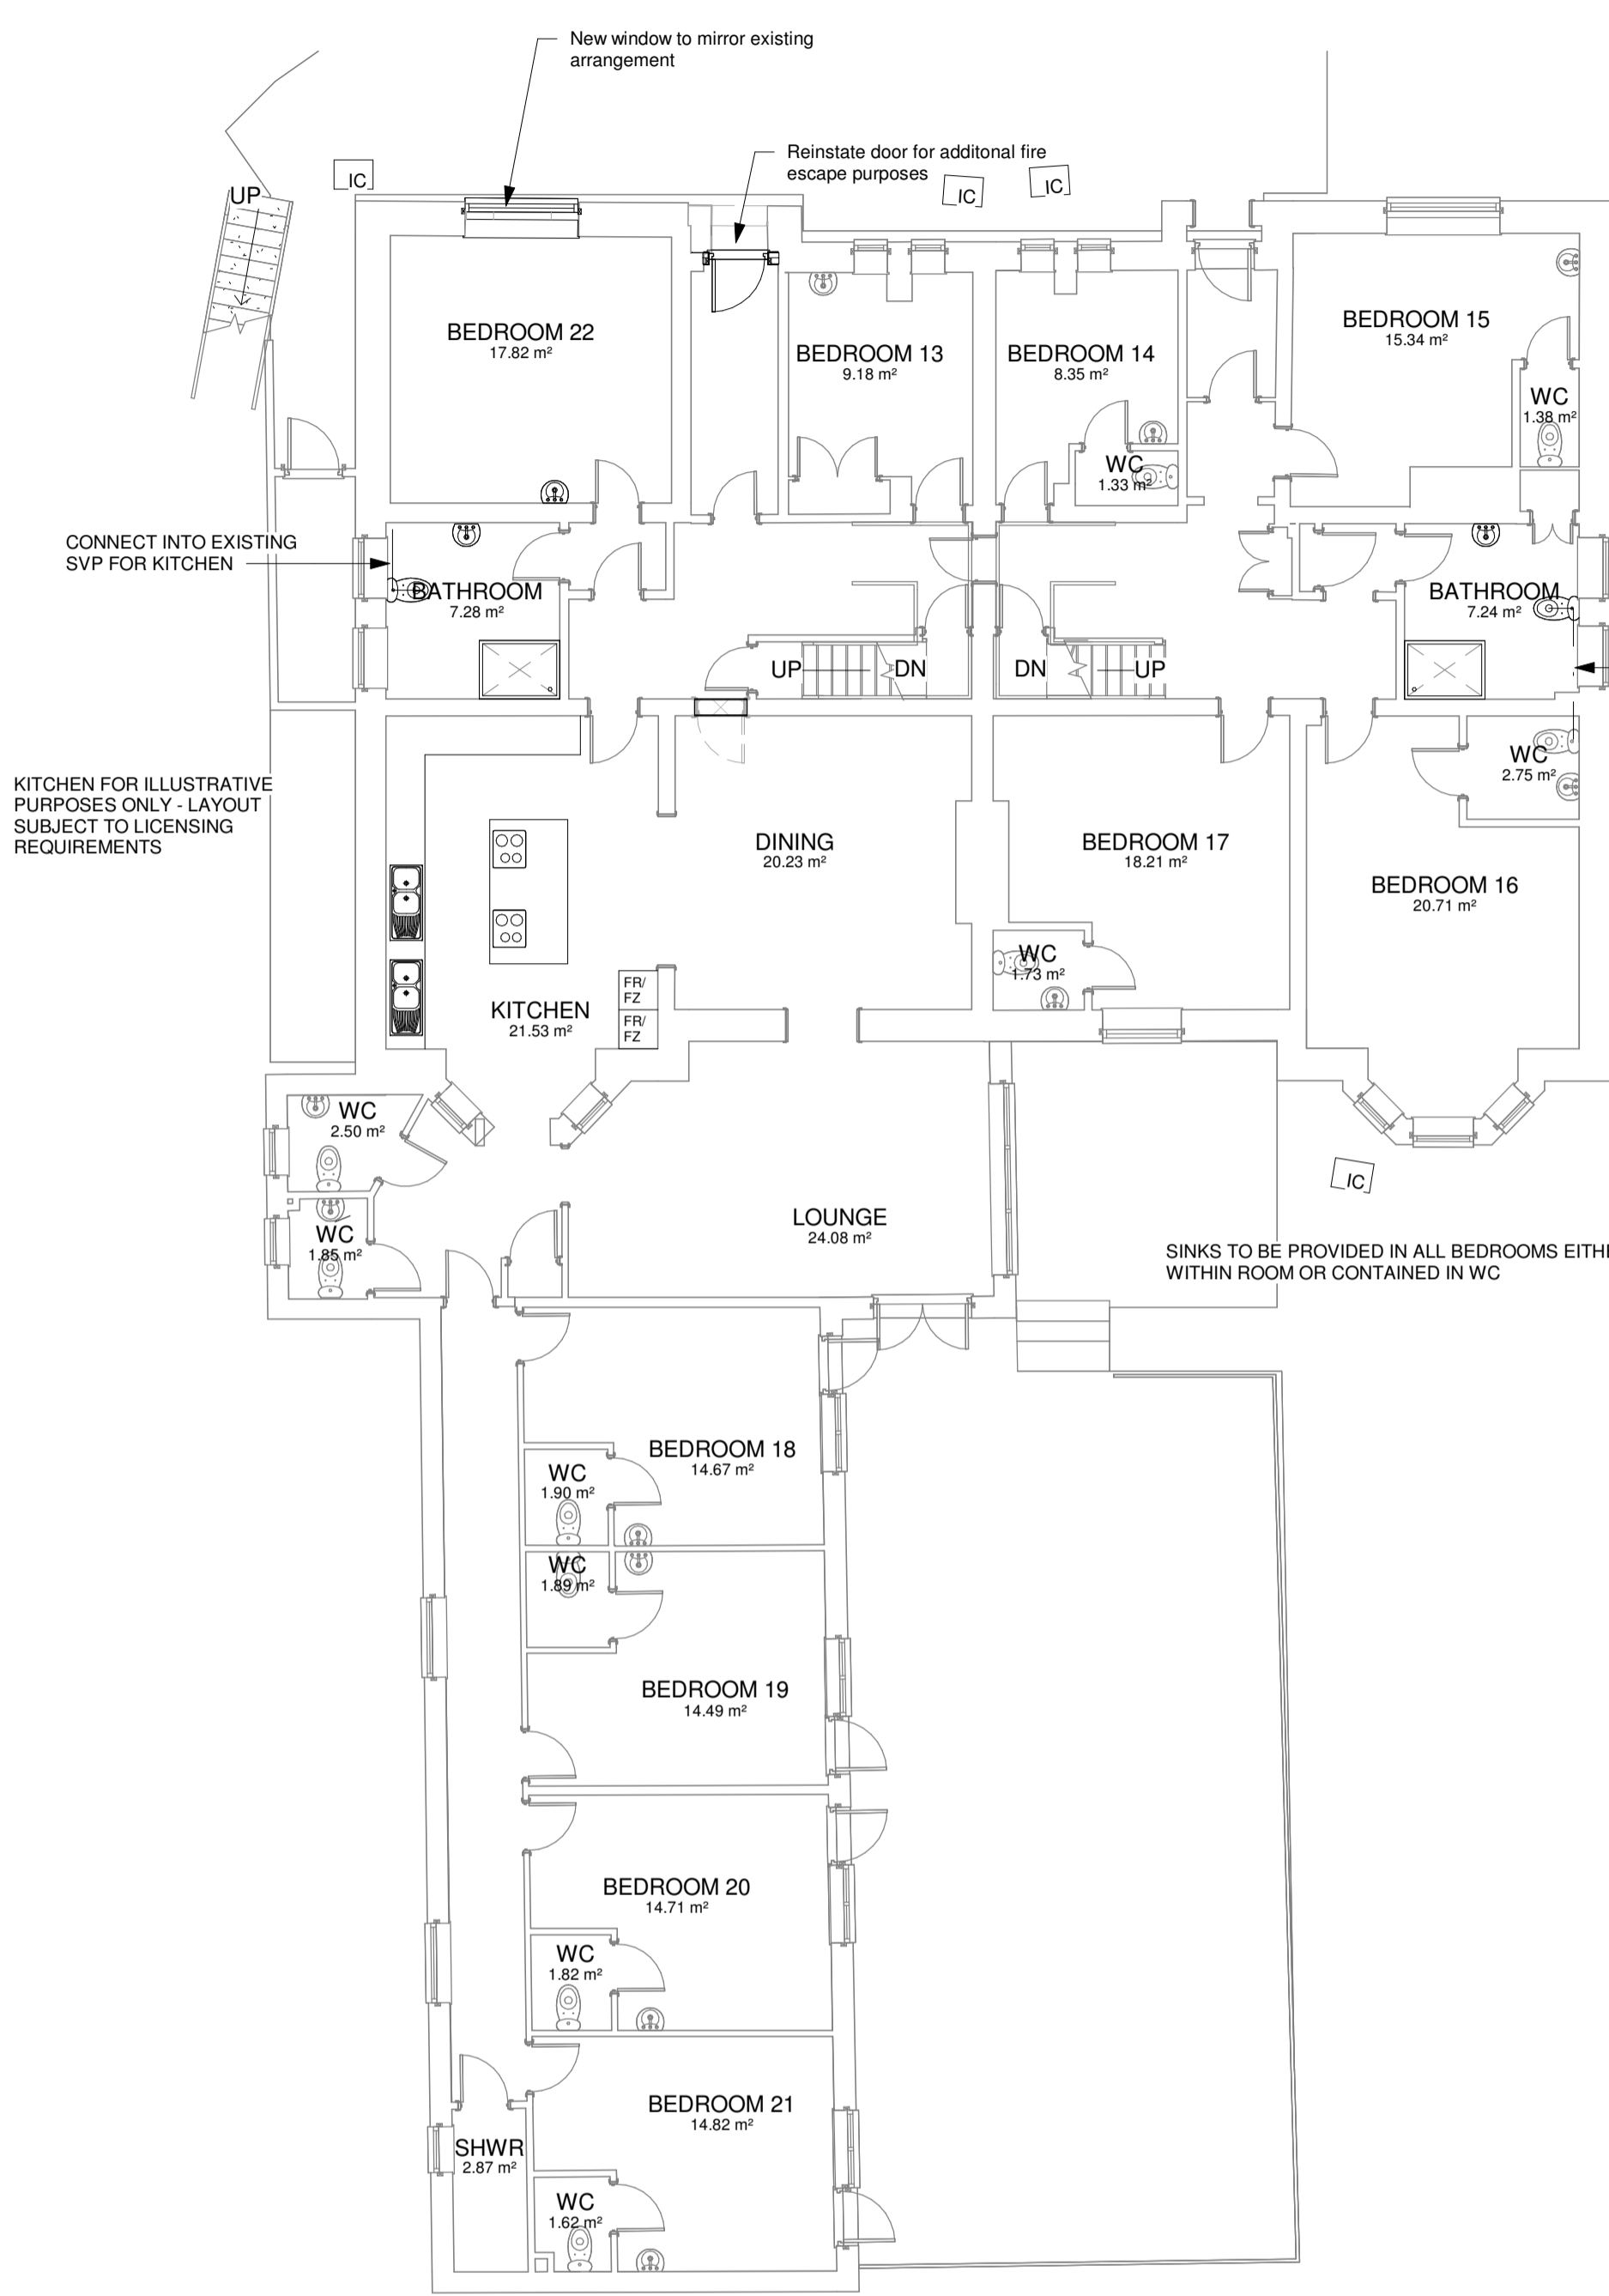 New window to mirror existing
arrangement
Reinstate door for additonal fire
escape purposes
IC
IC
IC
UP
BEDROOM 22
17.82 m²
BEDROOM 13
9.18 m²
BEDROOM 14
8.35 m²
BEDROOM 15
15.34 m²
WC
1.38 m²
WC
1.33 m²
CONNECT INTO EXISTING
SVP FOR KITCHEN
BATHROOM
7.28 m²
BATHROOM
7.24 m²
UP
DN
DN
UP
KITCHEN FOR ILLUSTRATIVE
PURPOSES ONLY - LAYOUT
SUBJECT TO LICENSING
REQUIREMENTS
DINING
20.23 m²
BEDROOM 17
18.21 m²
WC
2.75 m²
BEDROOM 16
20.71 m²
WC
1.73 m²
KITCHEN
21.53 m²
FR/
FZ
FR/
FZ
WC
2.50 m²
WC
1.85 m²
LOUNGE
24.08 m²
IC
SINKS TO BE PROVIDED IN ALL BEDROOMS
WITHIN ROOM OR CONTAINED IN WC
BEDROOM 18
14.67 m²
WC
1.90 m²
WC
1.89 m²
BEDROOM 19
14.49 m²
BEDROOM 20
14.71 m²
WC
1.82 m²
BEDROOM 21
14.82 m²
SHWR
2.87 m²
WC
1.62 m²